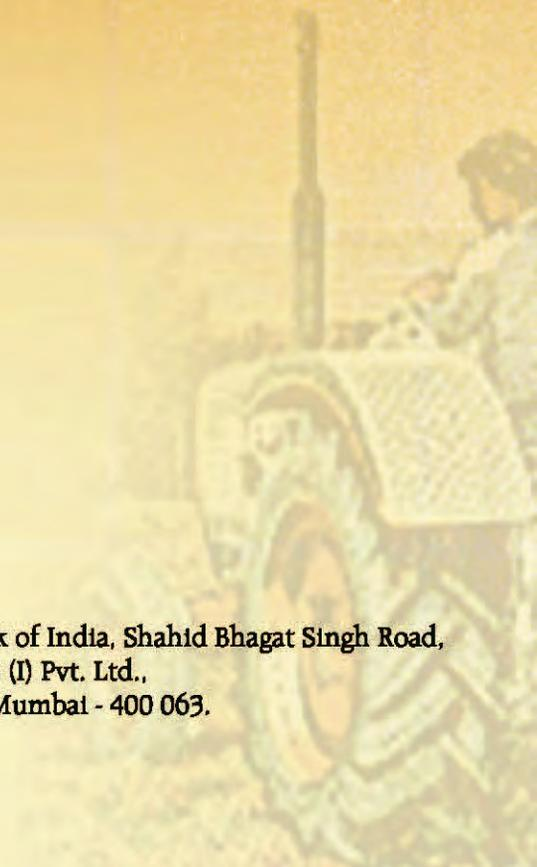 of India, Shahid Bhagat Singh Road,
(I) Pvt. Ltd.,
Mumbai - 400 063.